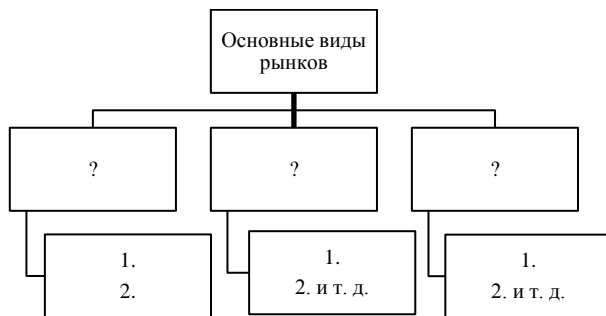 Основные виды
рынков
?
?
?
1.
2.
1.
2. и т. д.
1.
2. и т. д.